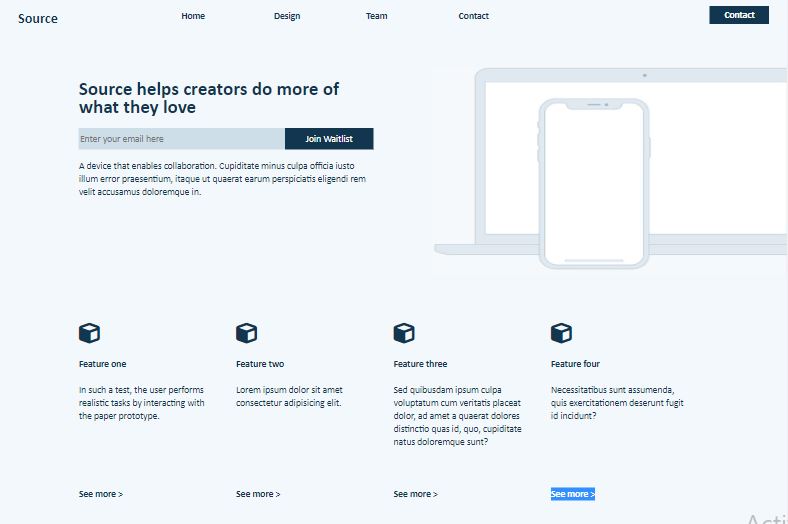 Source
Home
Design
Team
Contact
Contact
Source helps creators do more of
what they love
Enter your email here
Join Waitlist
A device that enables collaboration. Cupiditate minus culpa officia iusto
illum error praesentium, itaque ut quaerat earum perspiciatis eligendi rem
velit accusamus doloremque in.
Feature one
In such a test, the user performs
realistic tasks by interacting with
the paper prototype.
See more >
Feature two
Lorem ipsum dolor sit amet
consectetur adipisicing elit.
See more >
Feature three
Sed quibusdam ipsum culpa
voluptatum cum veritatis placeat
dolor, ad amet a quaerat dolores
distinctio quas id, quo, cupiditate
natus doloremque sunt?
See more >
Feature four
Necessitatibus sunt assumenda,
quis exercitationem deserunt fugit
id incidunt?
See more >